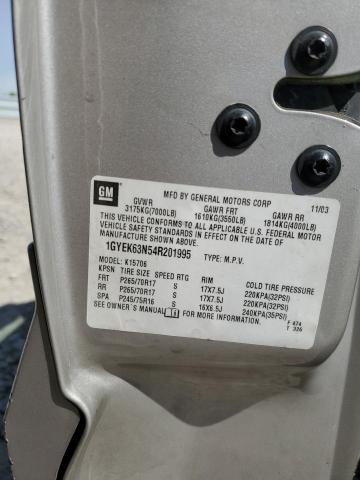 GM
MFD BY GENERAL MOTORS CORP 11/03
GVWR GAWR FRT GAWR RR
3175KG(7000LB) 1610KG(3550LB) 1814KG(4000LB)
THIS VEHICLE CONFORMS TO ALL APPLICABLE U.S. FEDERAL MOTOR
VEHICLE SAFETY STANDARDS IN EFFECT ON THE DATE OF
MANUFACTURE SHOWN ABOVE.
1GYEK63N54R201995 TYPE: M.P.V.
MODEL: K15706
KPSN TIRE SIZE SPEED RTG RIM COLD TIRE PRESSURE
FRT P265/70R17 S 17X7.5J 220KPA(32PSI)
RR P265/70R17 S 17X7.5J 220KPA(32PSI)
SPA P245/75R16 S 16X6.5J 240KPA(35PSI)
SEE OWNER'S MANUAL
F 474
T 326